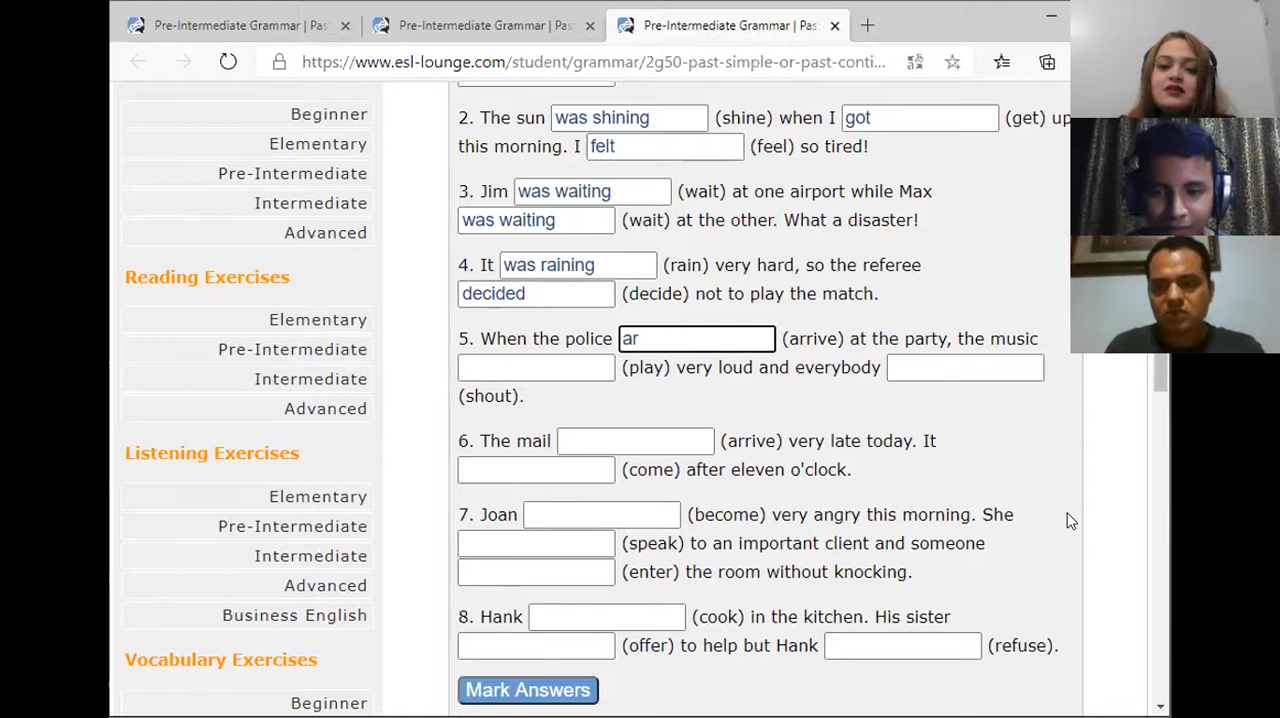 Pre-Intermediate Grammar | Pas
Pre-Intermediate Grammar | Pas
Pre-Intermediate Grammar | Pas
https://www.esl-lounge.com/student/grammar/2g50-past-simple-or-past-conti...
Beginner
Elementary
Pre-Intermediate
Intermediate
Advanced
Reading Exercises
Elementary
Pre-Intermediate
Intermediate
Advanced
Listening Exercises
Elementary
Pre-Intermediate
Intermediate
Advanced
Business English
Vocabulary Exercises
Beginner
2. The sun was shining (shine) when I got (get) up
this morning. I felt (feel) so tired!
3. Jim was waiting (wait) at one airport while Max
was waiting (wait) at the other. What a disaster!
4. It was raining (rain) very hard, so the referee
decided (decide) not to play the match.
5. When the police ar (arrive) at the party, the music
(play) very loud and everybody
(shout).
6. The mail (arrive) very late today. It
(come) after eleven o'clock.
7. Joan (become) very angry this morning. She
(speak) to an important client and someone
(enter) the room without knocking.
8. Hank (cook) in the kitchen. His sister
(offer) to help but Hank (refuse).
Mark Answers